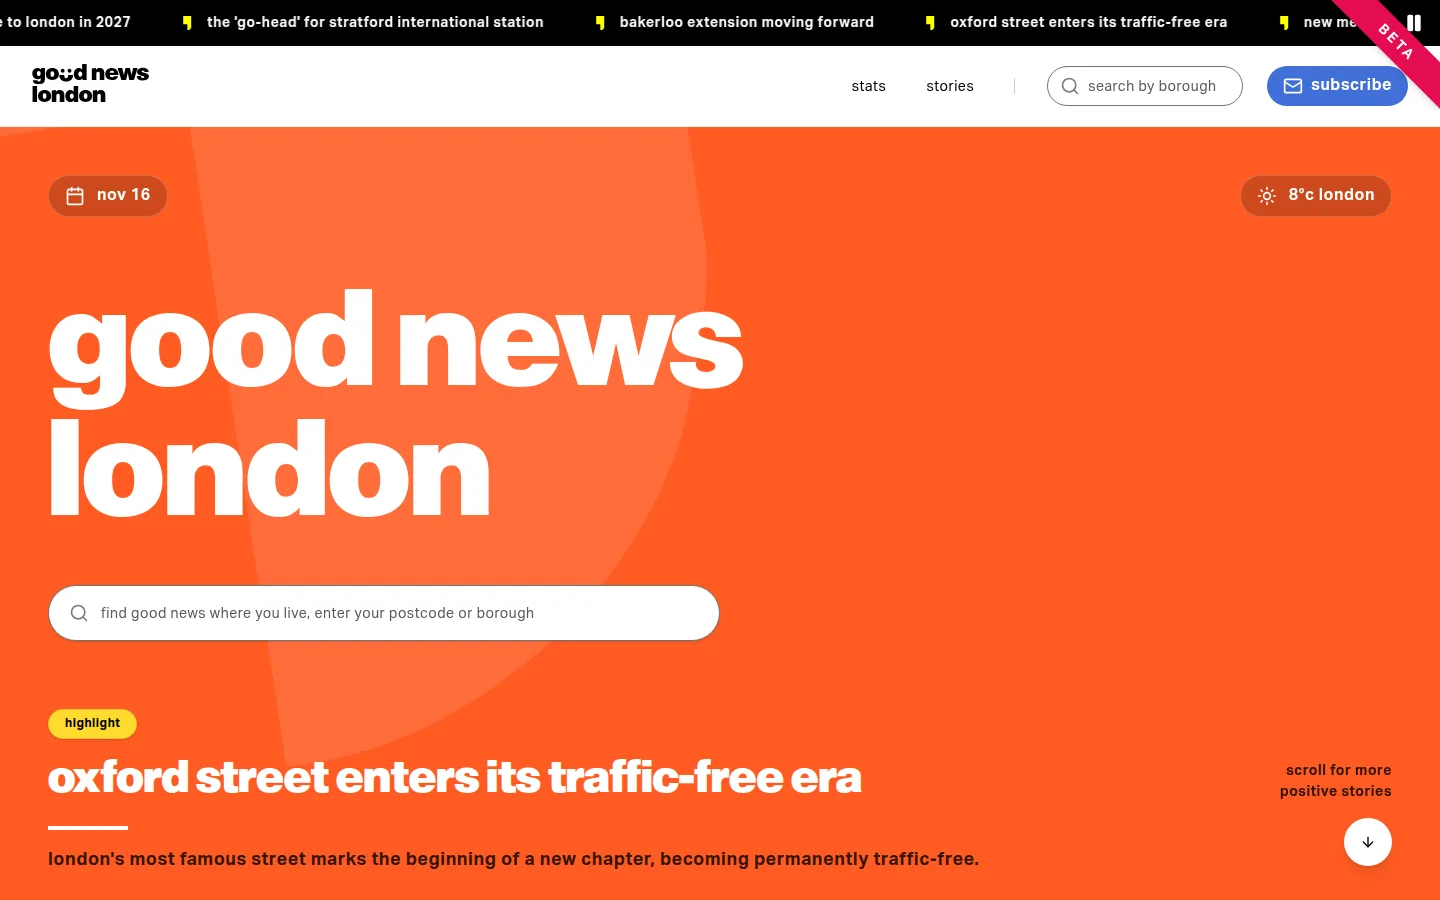 to london in 2027 the 'go-head' for stratford international station bakerloo extension moving forward oxford street enters its traffic-free era new
BETA
good news
london
stats stories search by borough subscribe
nov 16 8°c london
good news
london
find good news where you live, enter your postcode or borough
highlight
oxford street enters its traffic-free era
scroll for more
positive stories
london's most famous street marks the beginning of a new chapter, becoming permanently traffic-free.